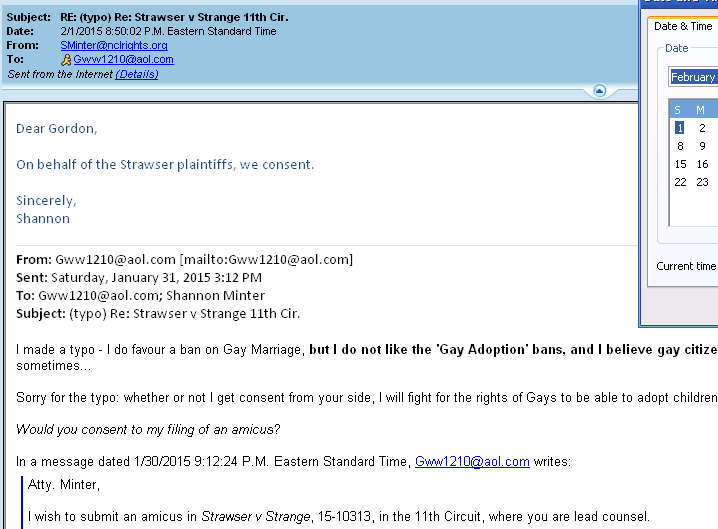 Subject: RE: (typo) Re: Strawser v Strange 11th Cir.
Date: 2/1/2015 8:50:02 P.M. Eastern Standard Time
From: SMinter@nclrights.org
To: Gww1210@aol.com
Sent from the Internet (Details)
Dear Gordon,
On behalf of the Strawser plaintiffs, we consent.
Sincerely,
Shannon
From: Gww1210@aol.com [mailto:Gww1210@aol.com]
Sent: Saturday, January 31, 2015 3:12 PM
To: Gww1210@aol.com; Shannon Minter
Subject: (typo) Re: Strawser v Strange 11th Cir.
I made a typo - I do favour a ban on Gay Marriage, but I do not like the 'Gay Adoption' bans, and I believe gay citize
sometimes...
Sorry for the typo: whether or not I get consent from your side, I will fight for the rights of Gays to be able to adopt children
Would you consent to my filing of an amicus?
In a message dated 1/30/2015 9:12:24 P.M. Eastern Standard Time, Gww1210@aol.com writes:
Atty. Minter,
I wish to submit an amicus in Strawser v Strange, 15-10313, in the 11th Circuit, where you are lead counsel.
Date & Time
Date
February
S M
1 2
8 9
15 16
22 23
Current time